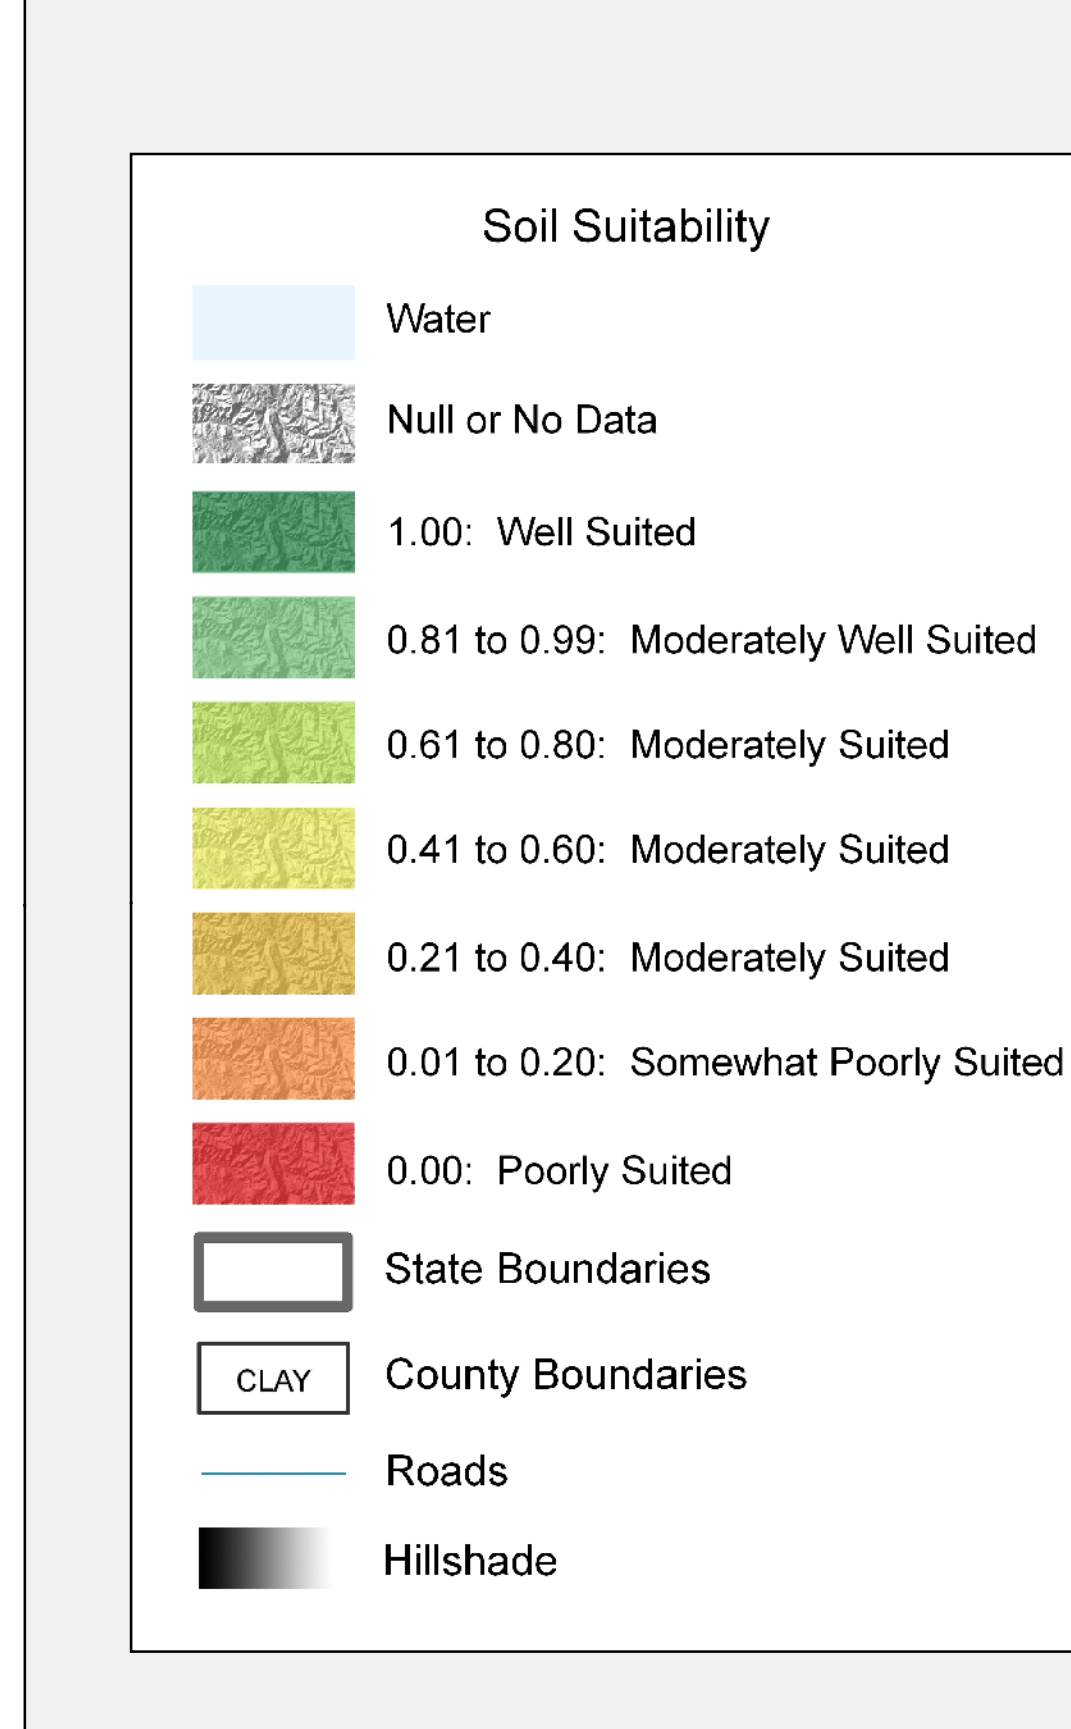 Soil Suitability
Water
Null or No Data
1.00:  Well Suited
0.81 to 0.99:  Moderately Well Suited
0.61 to 0.80:  Moderately Suited
0.41 to 0.60:  Moderately Suited
0.21 to 0.40:  Moderately Suited
0.01 to 0.20:  Somewhat Poorly Suited
0.00:  Poorly Suited
State Boundaries
CLAY County Boundaries
Roads
Hillshade